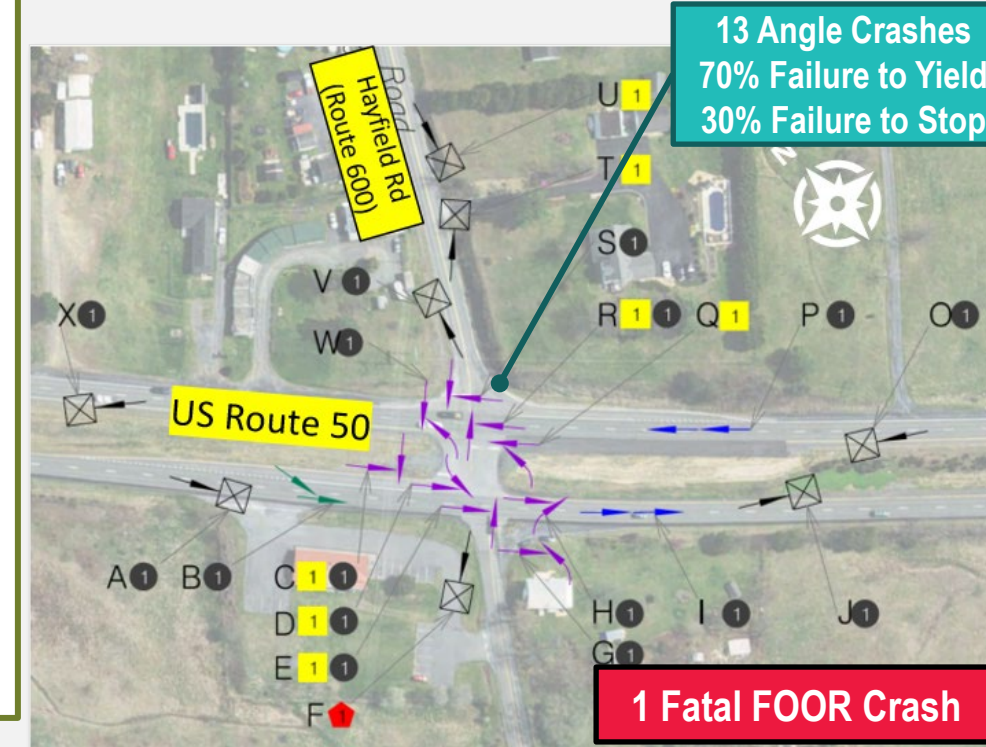 13 Angle Crashes
70% Failure to Yield
30% Failure to Stop
Road
Hayfield Rd
(Route 600)
U 1
T 1
S 1
R 1 1 Q 1 P 1 O 1
V 1
W 1
X 1
US Route 50
A 1 B 1 C 1 1
D 1 1
E 1 1
F 1
H 1 I 1 J 1
G 1
1 Fatal FOOR Crash